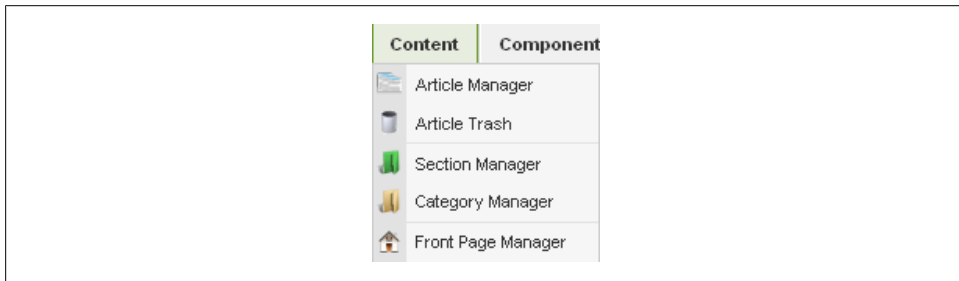 Content Component
Article Manager
Article Trash
Section Manager
Category Manager
Front Page Manager